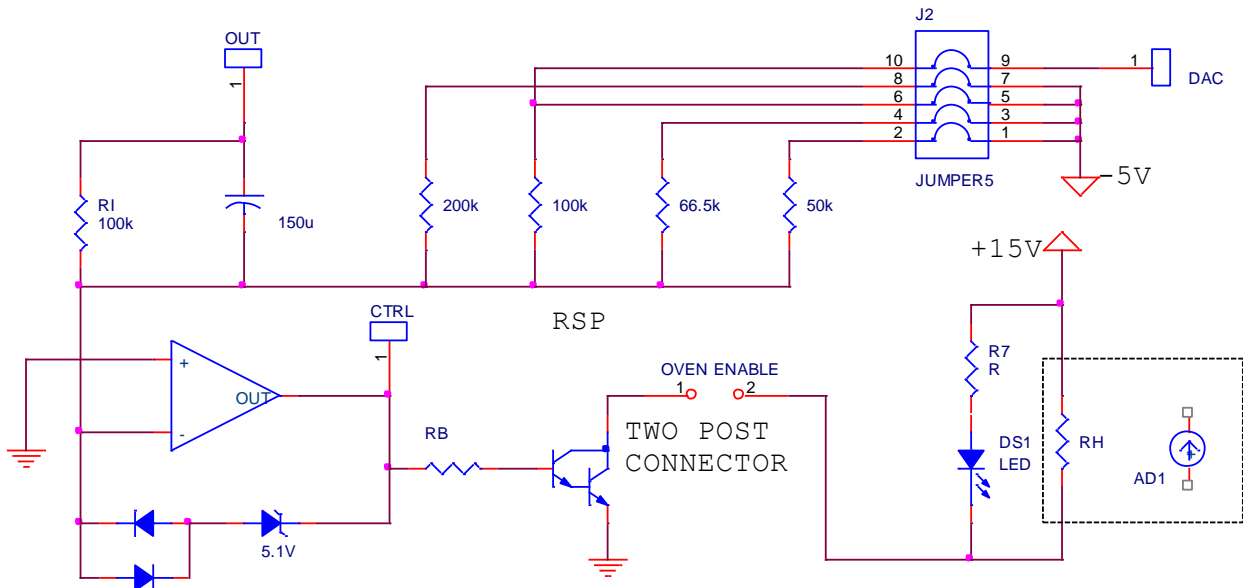 J2
OUT
1
10 9
8 7
6 5
4 3
2 1
1
DAC
JUMPER5
-5V
RI
100k
150u
200k
100k
66.5k
50k
+15V
CTRL
1
RSP
+
OUT
-
OVEN ENABLE
1 2
TWO POST
CONNECTOR
RB
5.1V
R7
R
DS1
LED
RH
AD1